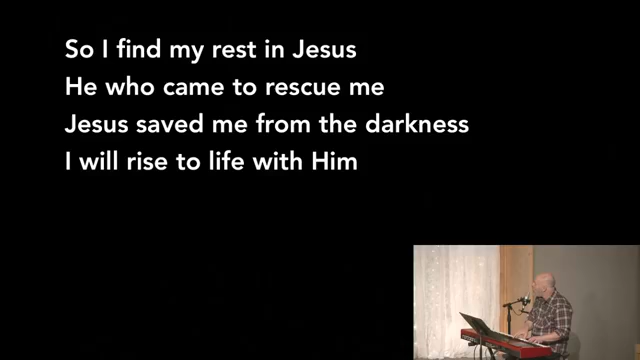 So I find my rest in Jesus
He who came to rescue me
Jesus saved me from the darkness
I will rise to life with Him